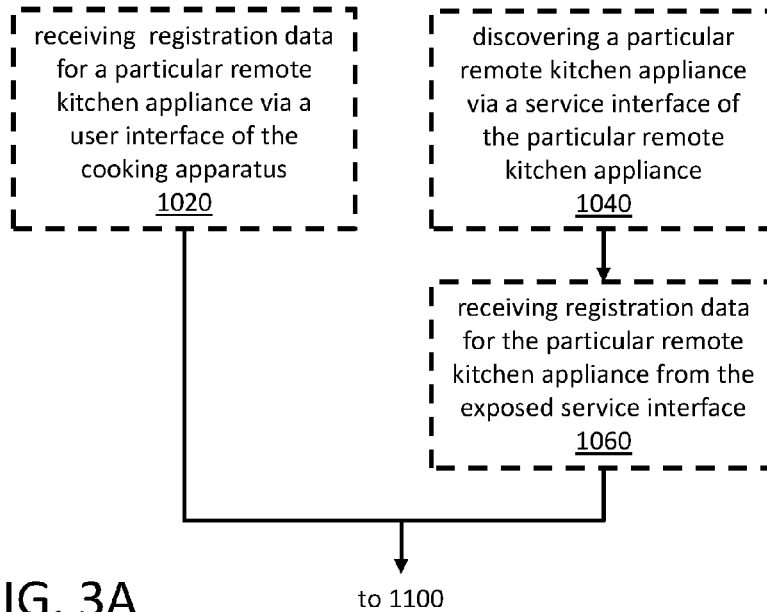 receiving registration data
for a particular remote
kitchen appliance via a
user interface of the
cooking apparatus
1020
discovering a particular
remote kitchen appliance
via a service interface of
the particular remote
kitchen appliance
1040
receiving registration data
for the particular remote
kitchen appliance from the
exposed service interface
1060
IG. 3A
to 1100